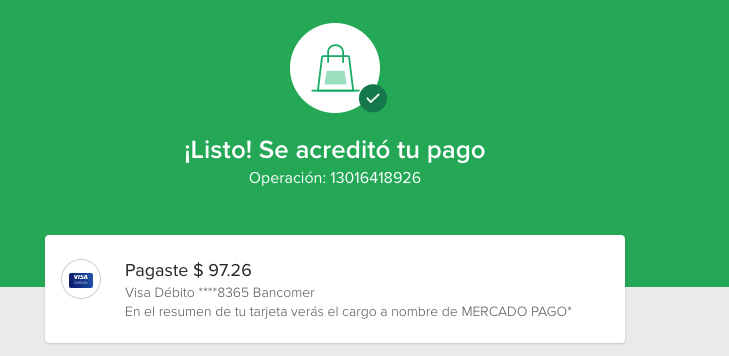 ¡Listo! Se acreditó tu pago
Operación: 13016418926
Pagaste $ 97.26
VISA
Visa Débito ****8365 Bancomer
En el resumen de tu tarjeta verás el cargo a nombre de MERCADO PAGO*